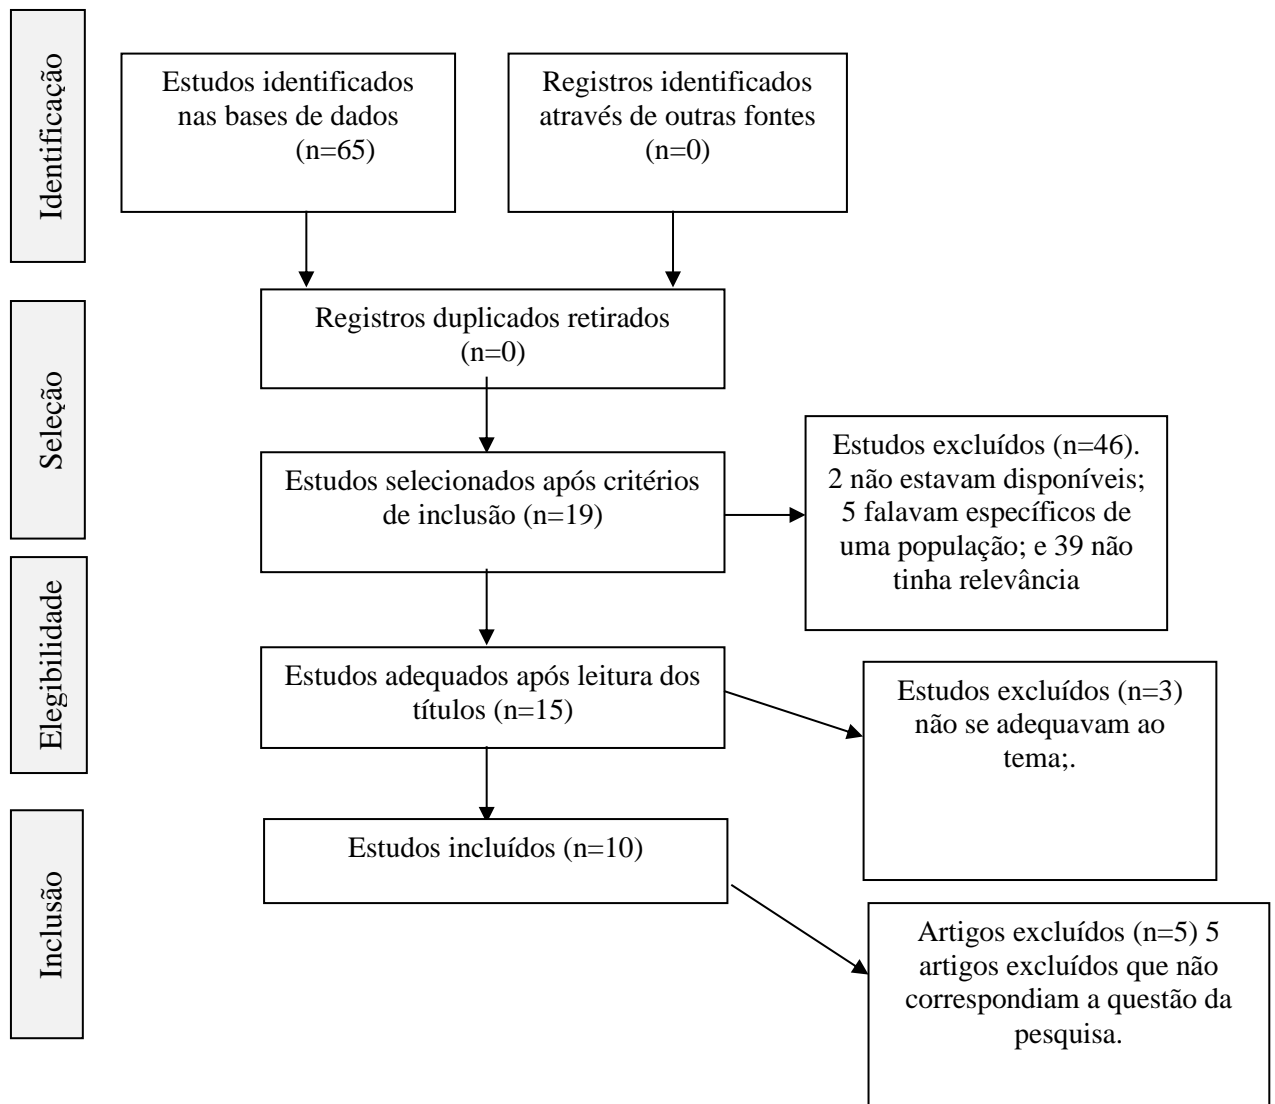 Identificação
Estudos identificados
nas bases de dados
(n=65)
Registros identificados
através de outras fontes
(n=0)
Seleção
Registros duplicados retirados
(n=0)
Estudos selecionados após critérios
de inclusão (n=19)
Estudos excluídos (n=46).
2 não estavam disponíveis;
5 falavam específicos de
uma população; e 39 não
tinha relevância
Elegibilidade
Estudos adequados após leitura dos
títulos (n=15)
Estudos excluídos (n=3)
não se adequavam ao
tema;.
Inclusão
Estudos incluídos (n=10)
Artigos excluídos (n=5) 5
artigos excluídos que não
correspondiam a questão da
pesquisa.